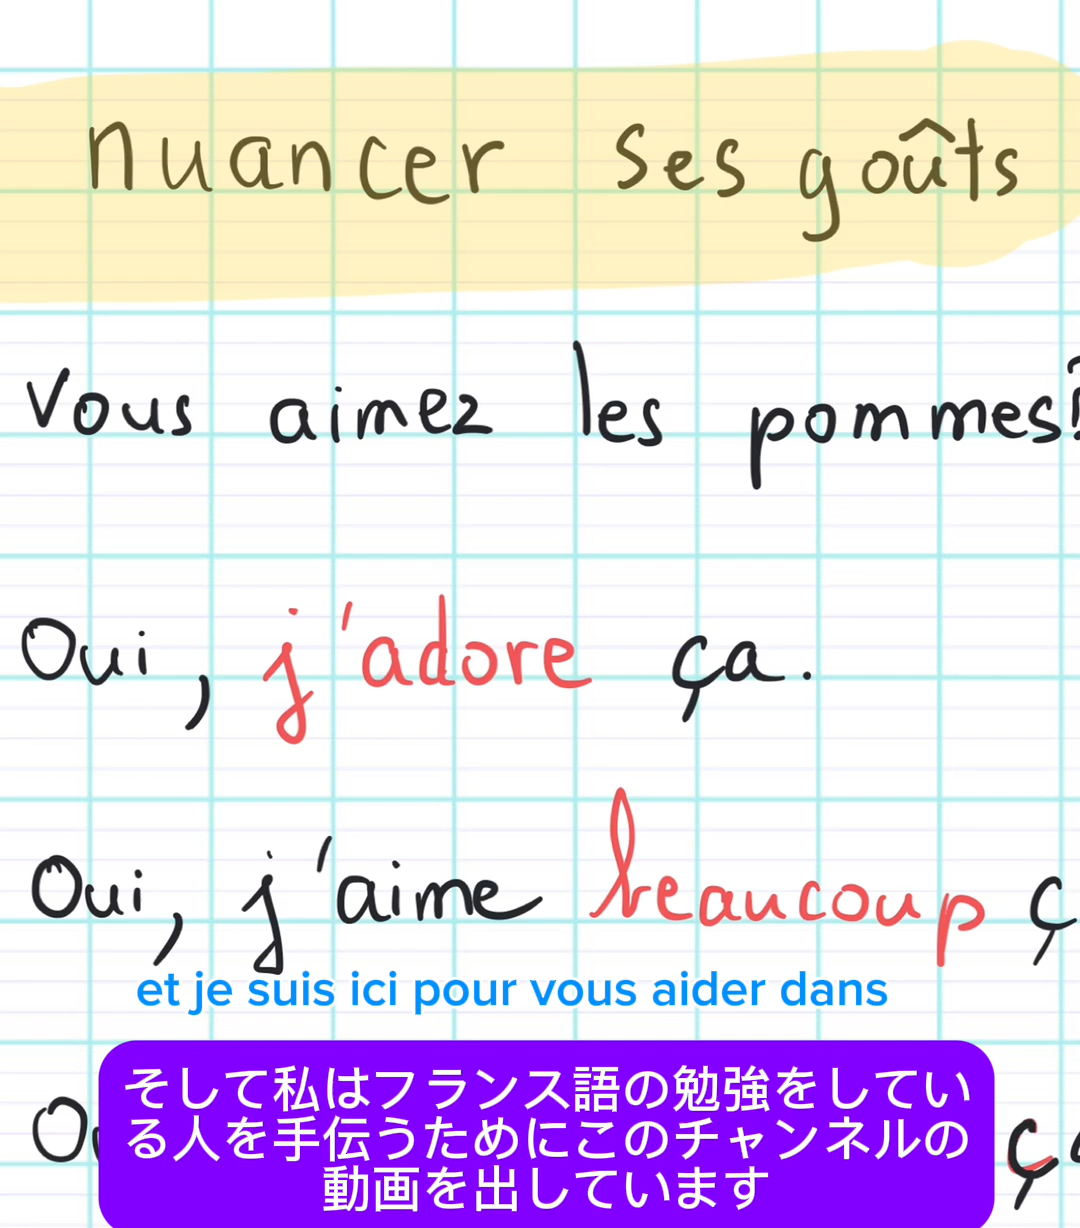 nuancer ses goûts
Vous aimez les pommes?
Oui, j'adore ça.
Oui, j'aime beaucoup
et je suis ici pour vous aider dans
そして私はフランス語の勉強をしてい
る人を手伝うためにこのチャンネルの
動画を出しています